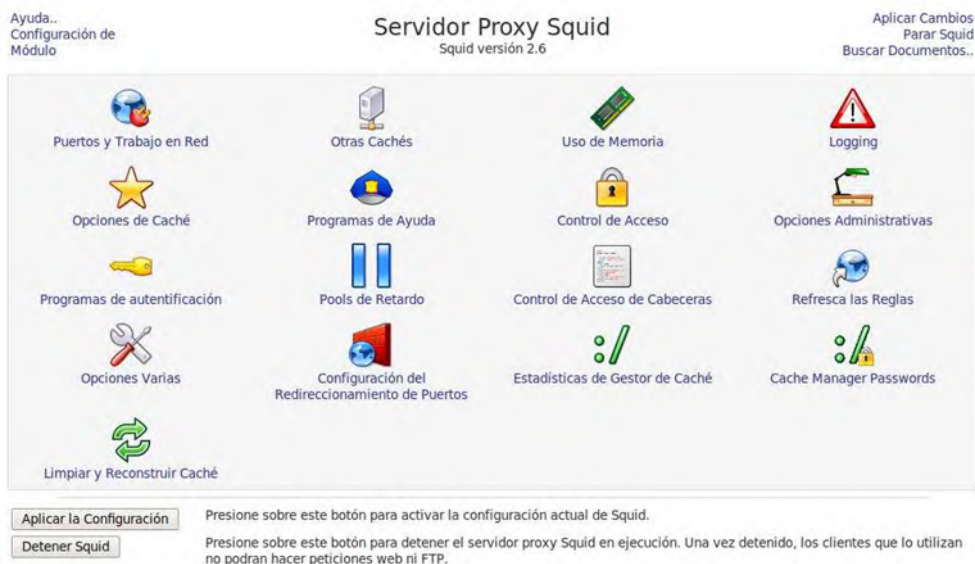 Ayuda..
Configuración de
Módulo
Servidor Proxy Squid
Squid versión 2.6
Aplicar Cambios
Parar Squid
Buscar Documentos..
Puertos y Trabajo en Red
Otras Cachés
Uso de Memoria
Logging
Opciones de Caché
Programas de Ayuda
Control de Acceso
Opciones Administrativas
Programas de autentificación
Pools de Retardo
Control de Acceso de Cabeceras
Refresca las Reglas
Opciones Varias
Configuración del
Redireccionamiento de Puertos
Estadísticas de Gestor de Caché
Cache Manager Passwords
Limpiar y Reconstruir Caché
Aplicar la Configuración
Presione sobre este botón para activar la configuración actual de Squid.
Detener Squid
Presione sobre este botón para detener el servidor proxy Squid en ejecución. Una vez detenido, los clientes que lo utilizan
no podran hacer peticiones web ni FTP.